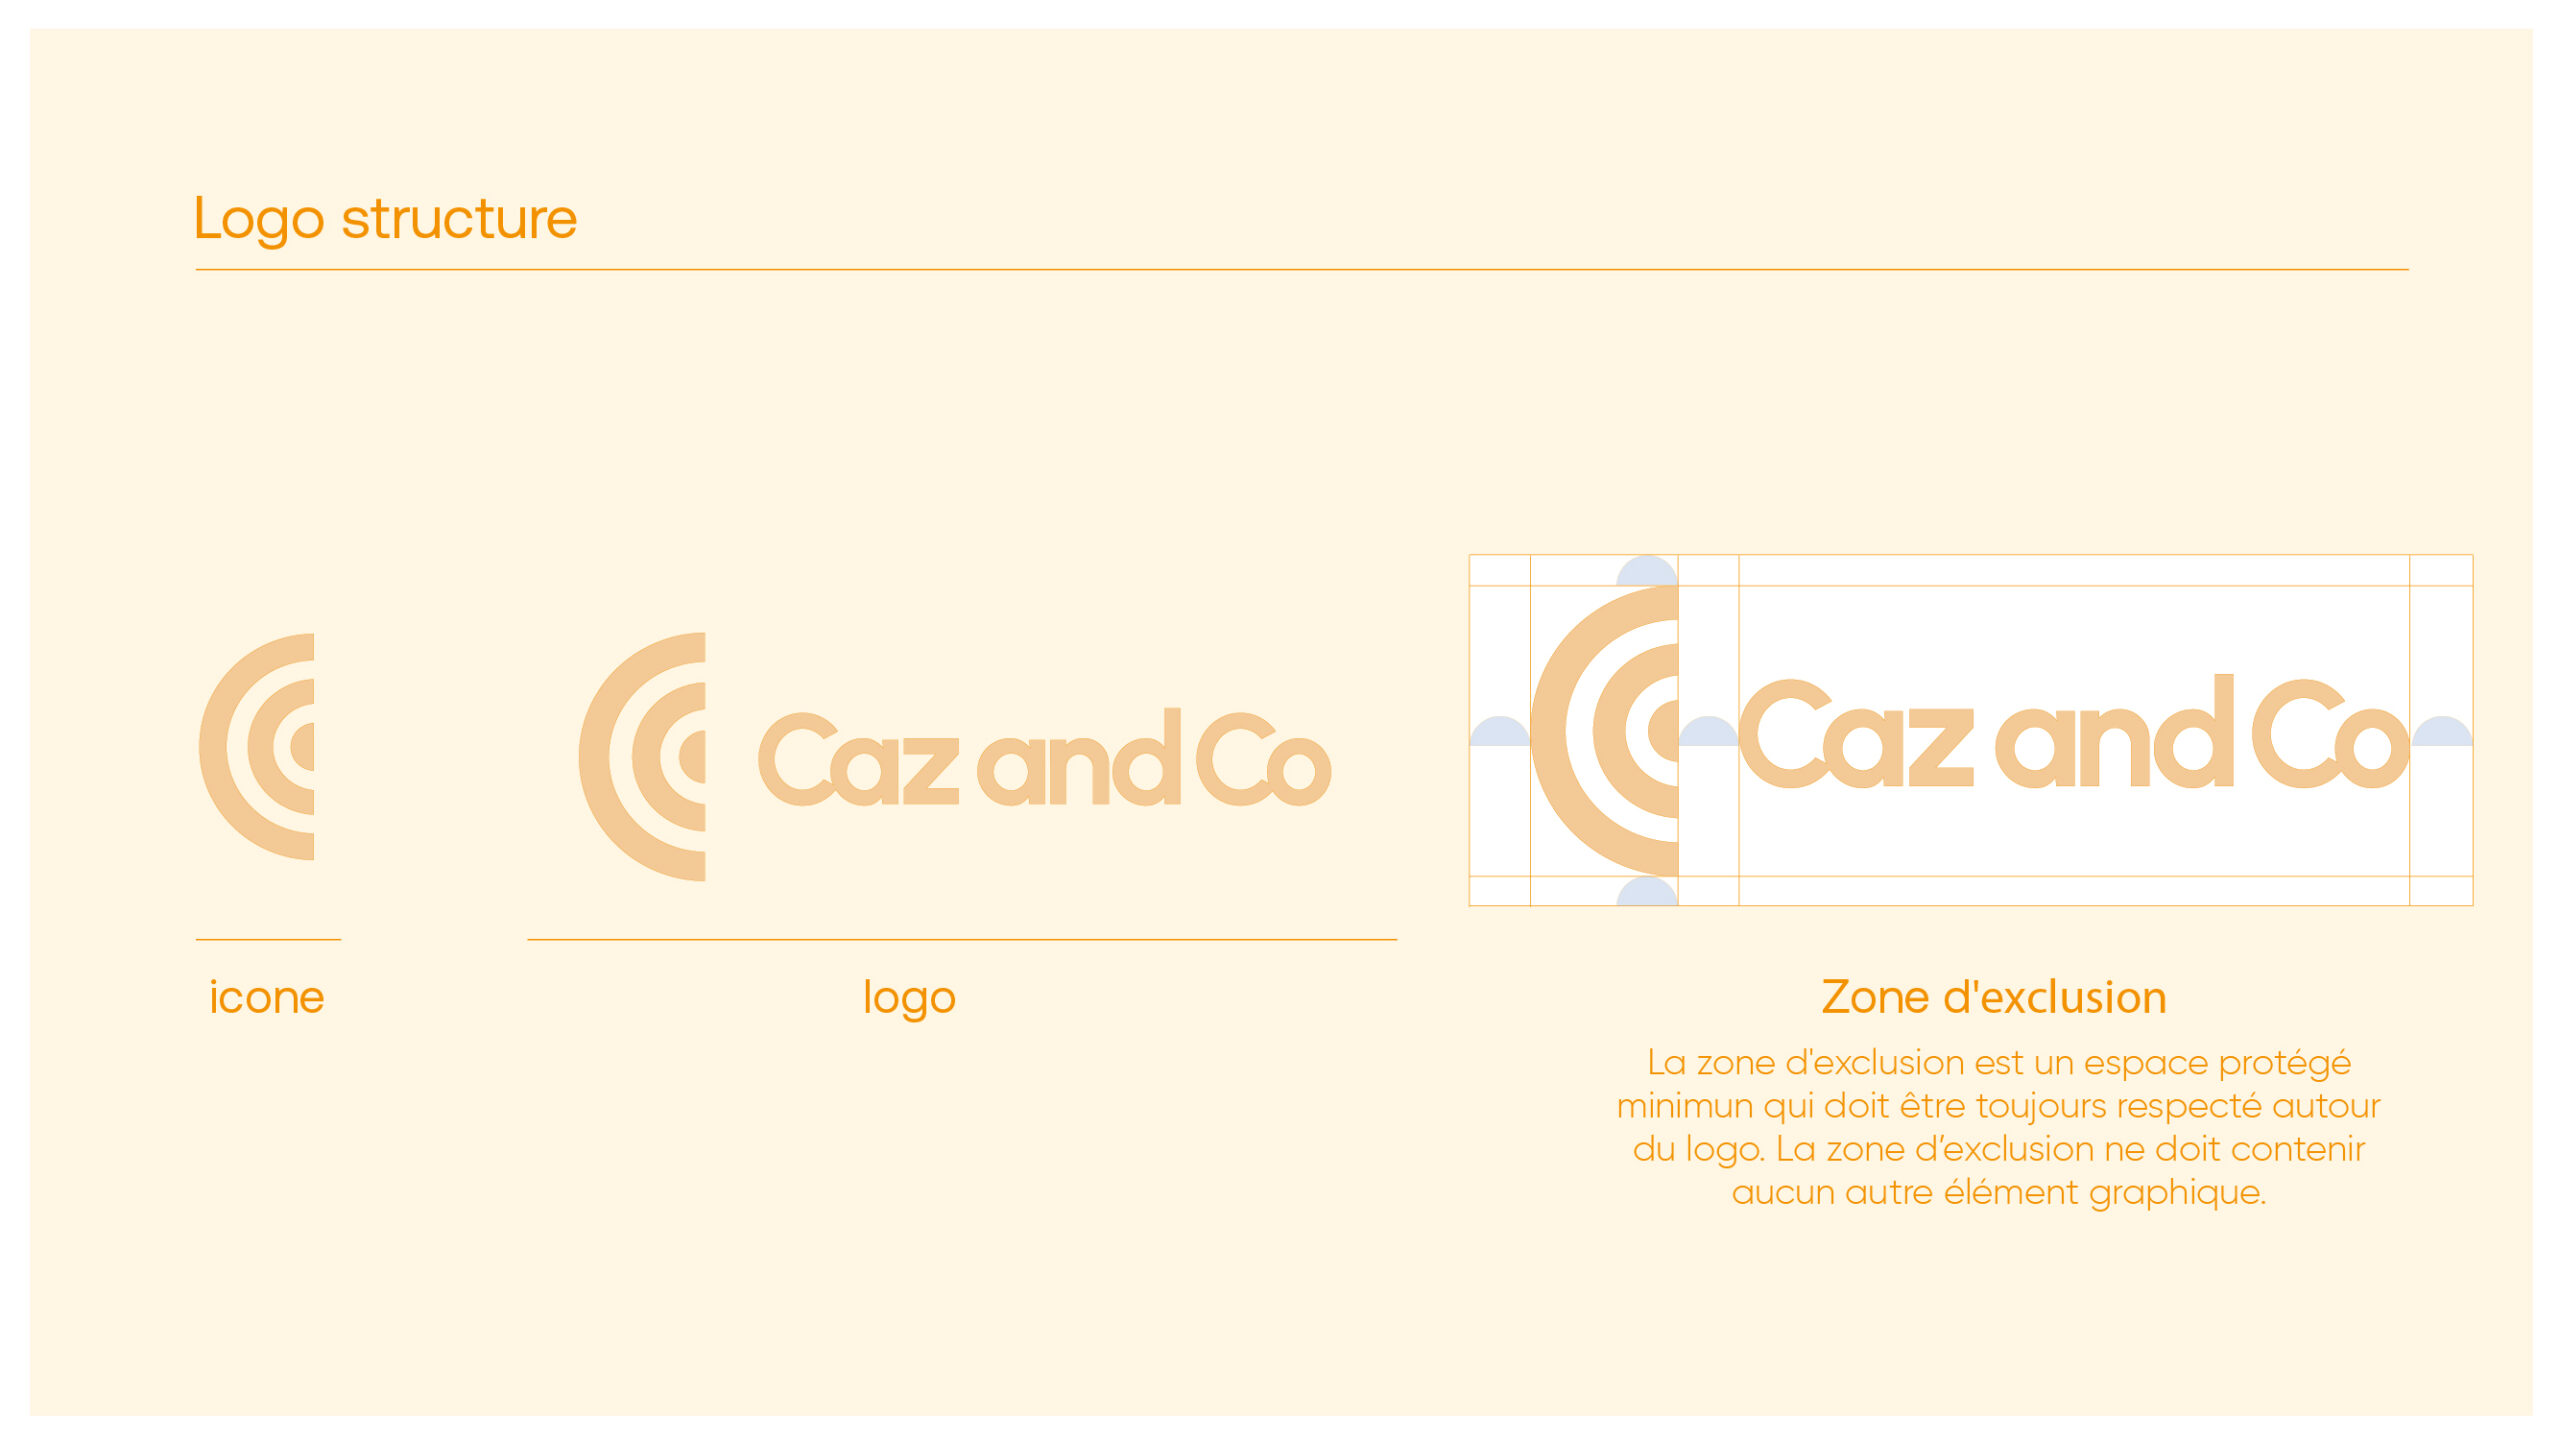 Logo structure
Caz and Co
Caz and Co
icone
logo
Zone d'exclusion
La zone d'exclusion est un espace protégé
minimun qui doit être toujours respecté autour
du logo. La zone d’exclusion ne doit contenir
aucun autre élément graphique.